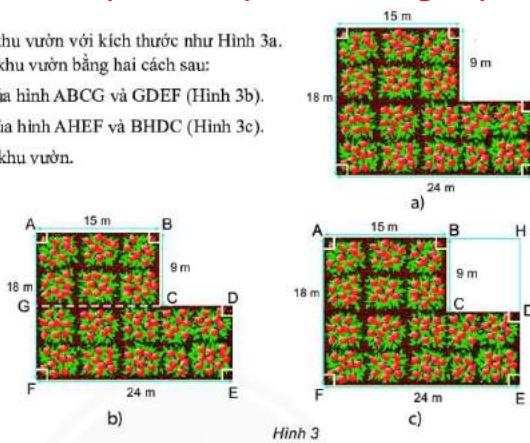 15 m
khu vườn với kích thước như Hình 3a.
khu vườn bằng hai cách sau:
9 m
ủa hình ABCG và GDEF (Hình 3b).
18 m
ủa hình AHEF và BHDC (Hình 3c).
khu vườn.
24 m
a)
A 15 m B
9 m
18 m
G C D
F 24 m E
b)
A 15 m B H
9 m
18 m
C D
F 24 m E
c)
Hình 3